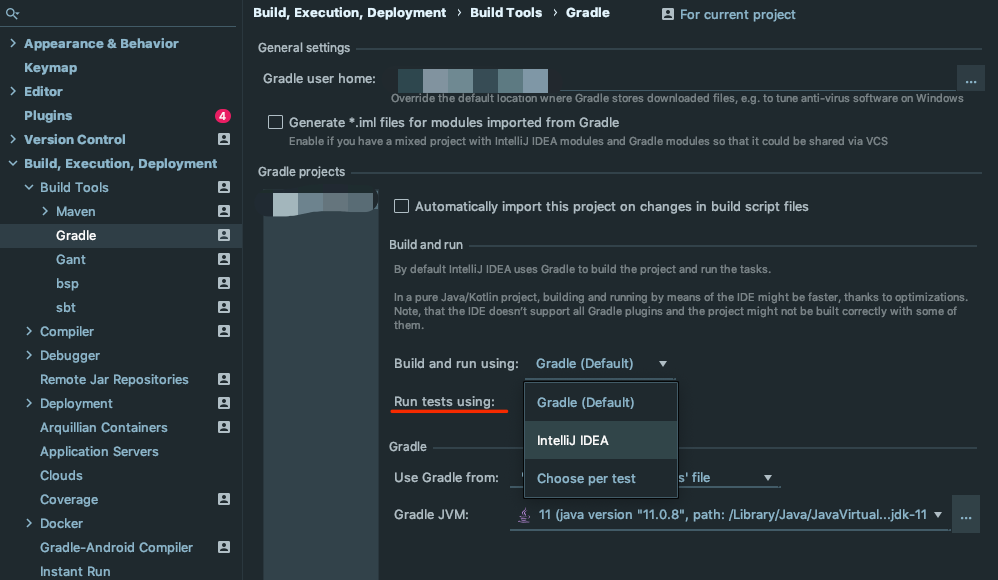 Build, Execution, Deployment › Build Tools › Gradle
For current project
Appearance & Behavior
Keymap
Editor
Plugins 4
Version Control
Build, Execution, Deployment
Build Tools
Maven
Gradle
Gant
bsp
sbt
Compiler
Debugger
Remote Jar Repositories
Deployment
Arquillian Containers
Application Servers
Clouds
Coverage
Docker
Gradle-Android Compiler
Instant Run
General settings
Gradle user home: ...
Override the default location where Gradle stores downloaded files, e.g. to tune anti-virus software on Windows
Generate *.iml files for modules imported from Gradle
Enable if you have a mixed project with IntelliJ IDEA modules and Gradle modules so that it could be shared via VCS
Gradle projects
Automatically import this project on changes in build script files
Build and run
By default IntelliJ IDEA uses Gradle to build the project and run the tasks.
In a pure Java/Kotlin project, building and running by means of the IDE might be faster, thanks to optimizations.
Note, that the IDE doesn't support all Gradle plugins and the project might not be built correctly with some of
them.
Build and run using: Gradle (Default)
Run tests using:
Gradle (Default)
IntelliJ IDEA
Choose per test
Gradle
Use Gradle from: s' file
Gradle JVM: 11 (java version "11.0.8", path: /Library/Java/JavaVirtual...jdk-11 ...